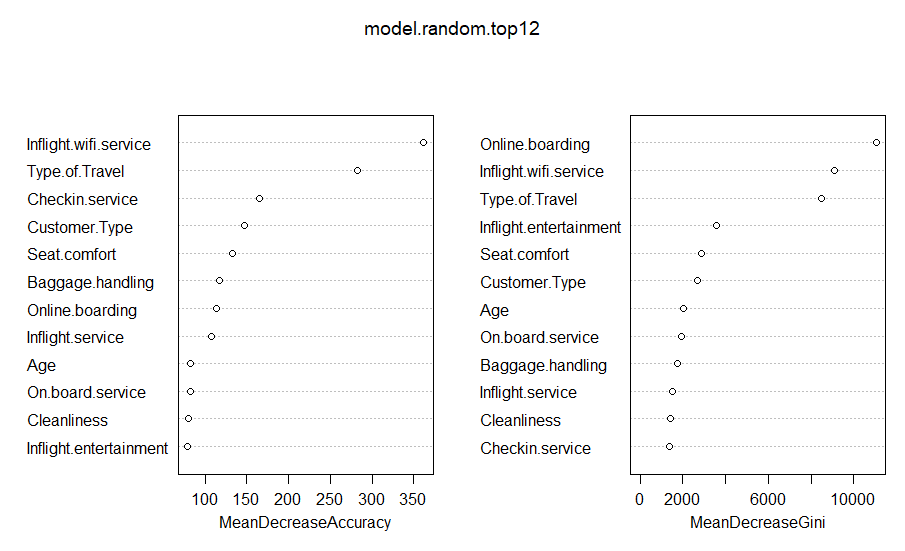 model.random.top12
Inflight.wifi.service
Type.of.Travel
Checkin.service
Customer.Type
Seat.comfort
Baggage.handling
Online.boarding
Inflight.service
Age
On.board.service
Cleanliness
Inflight.entertainment
100 150 200 250 300 350
MeanDecreaseAccuracy
Online.boarding
Inflight.wifi.service
Type.of.Travel
Inflight.entertainment
Seat.comfort
Customer.Type
Age
On.board.service
Baggage.handling
Inflight.service
Cleanliness
Checkin.service
0 2000 6000 10000
MeanDecreaseGini